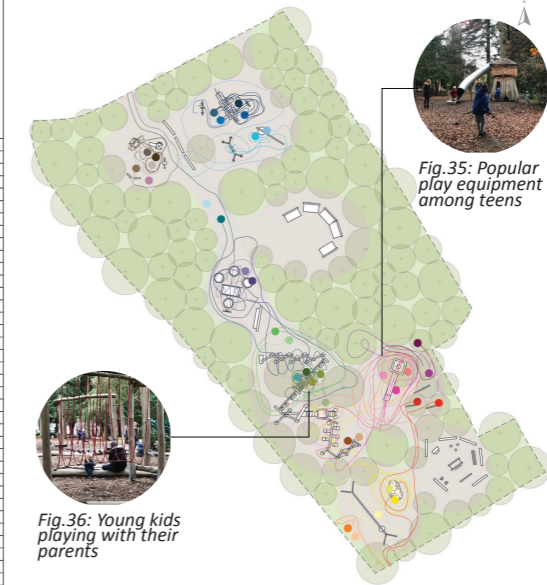 Fig.35: Popular
play equipment
among teens
Fig.36: Young kids
playing with their
parents